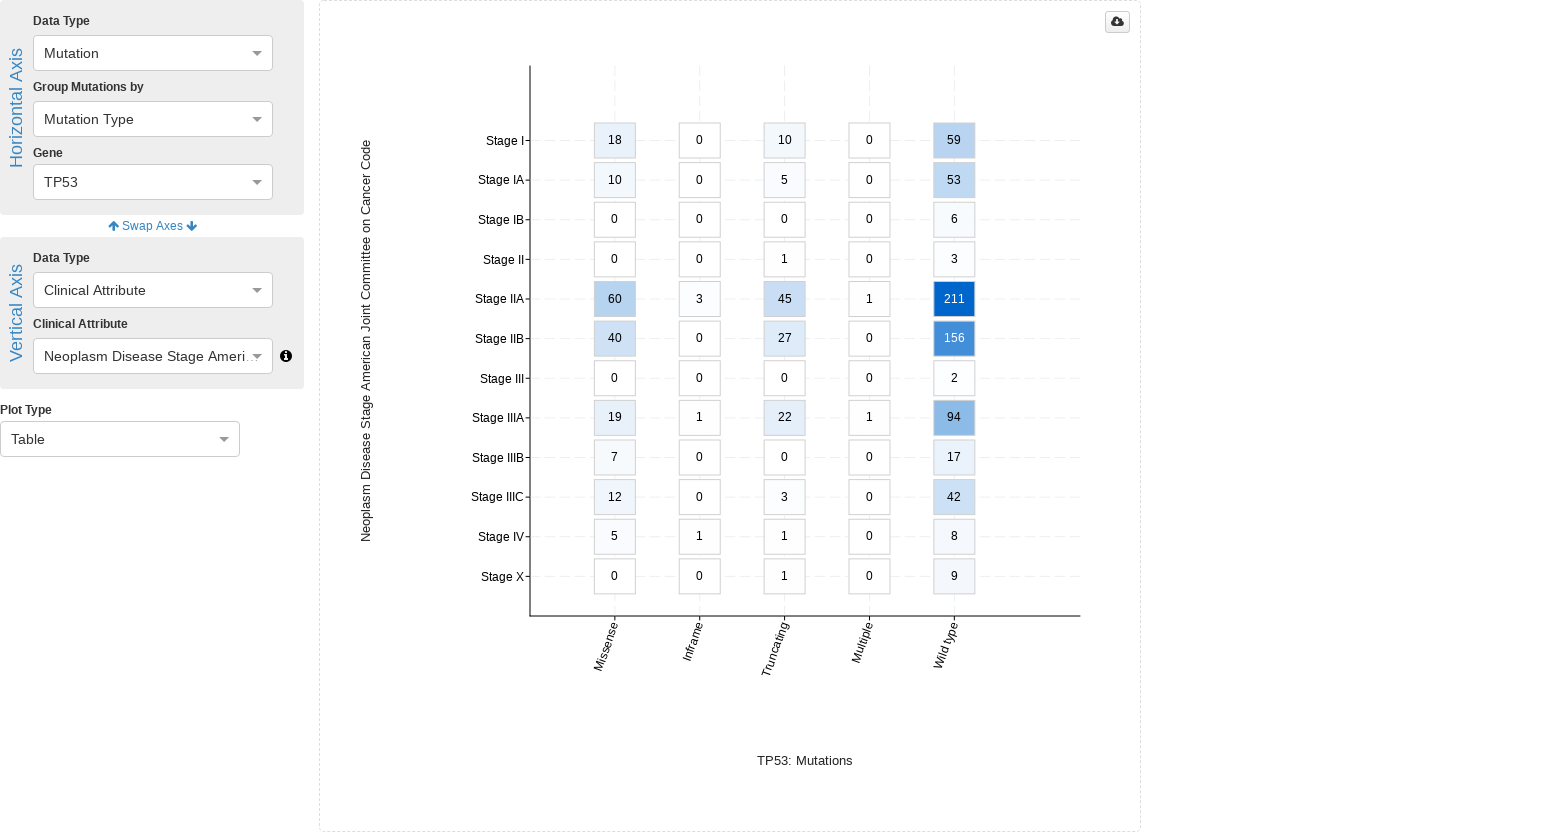 Horizontal Axis
Data Type
Mutation
Group Mutations by
Mutation Type
Gene
TP53
Swap Axes
Vertical Axis
Data Type
Clinical Attribute
Clinical Attribute
Neoplasm Disease Stage Ameri...
Plot Type
Table
Neoplasm Disease Stage American Joint Committee on Cancer Code
Stage I 18 0 10 0 59
Stage IA 10 0 5 0 53
Stage IB 0 0 0 0 6
Stage II 0 0 1 0 3
Stage IIA 60 3 45 1 211
Stage IIB 40 0 27 0 156
Stage III 0 0 0 0 2
Stage IIIA 19 1 22 1 94
Stage IIIB 7 0 0 0 17
Stage IIIC 12 0 3 0 42
Stage IV 5 1 1 0 8
Stage X 0 0 1 0 9
Missense Inframe Truncating Multiple Wild type
TP53: Mutations